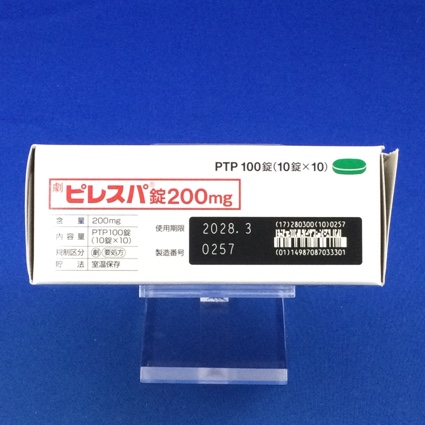 PTP 100錠(10錠×10)
劇 ピレスパ®錠200mg
含量 200mg
内容量 PTP100錠
(10錠×10)
規制区分 劇 要処方
貯法 室温保存
使用期限 2028.3
製造番号 0257
(17)280300(10)0257
(01)14987087033301